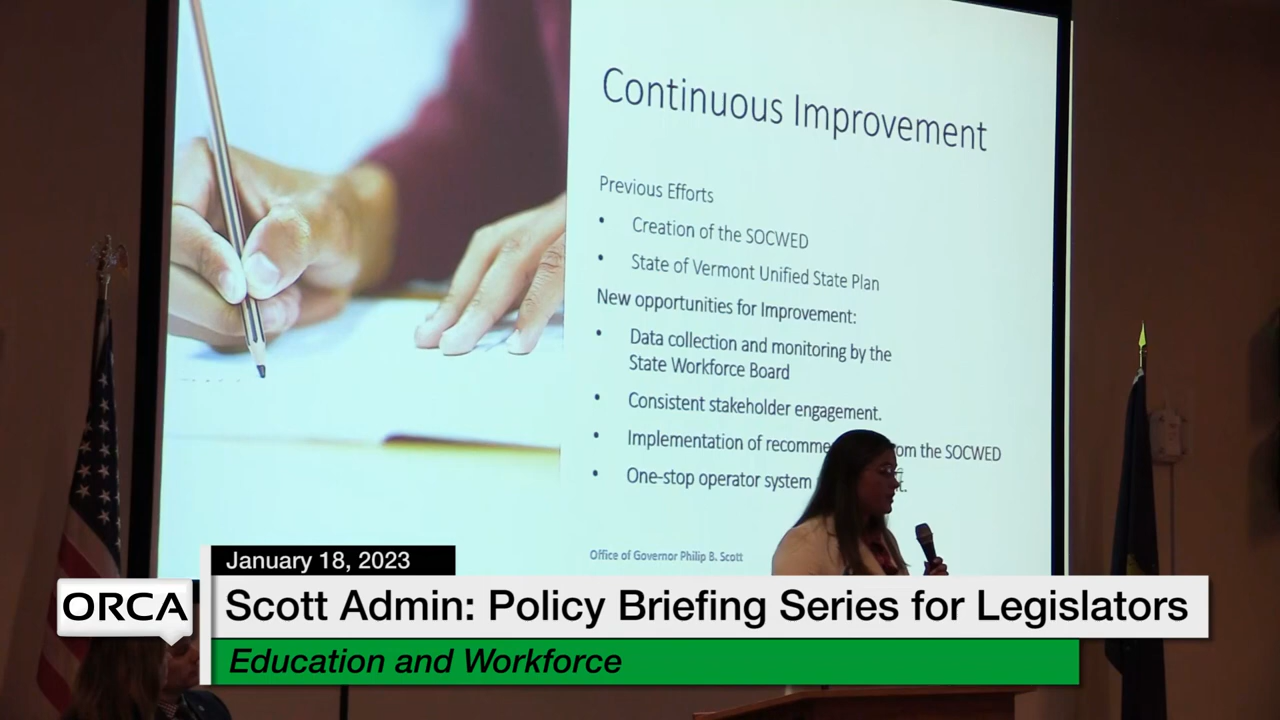 Continuous Improvement
Previous Efforts
• Creation of the SOCWED
• State of Vermont Unified State Plan
New opportunities for Improvement:
• Data collection and monitoring by the
State Workforce Board
• Consistent stakeholder engagement.
• Implementation of from the SOCWED
• One-stop operator system
Office of Governor Philip B. Scott
January 18, 2023
ORCA
Scott Admin: Policy Briefing Series for Legislators
Education and Workforce